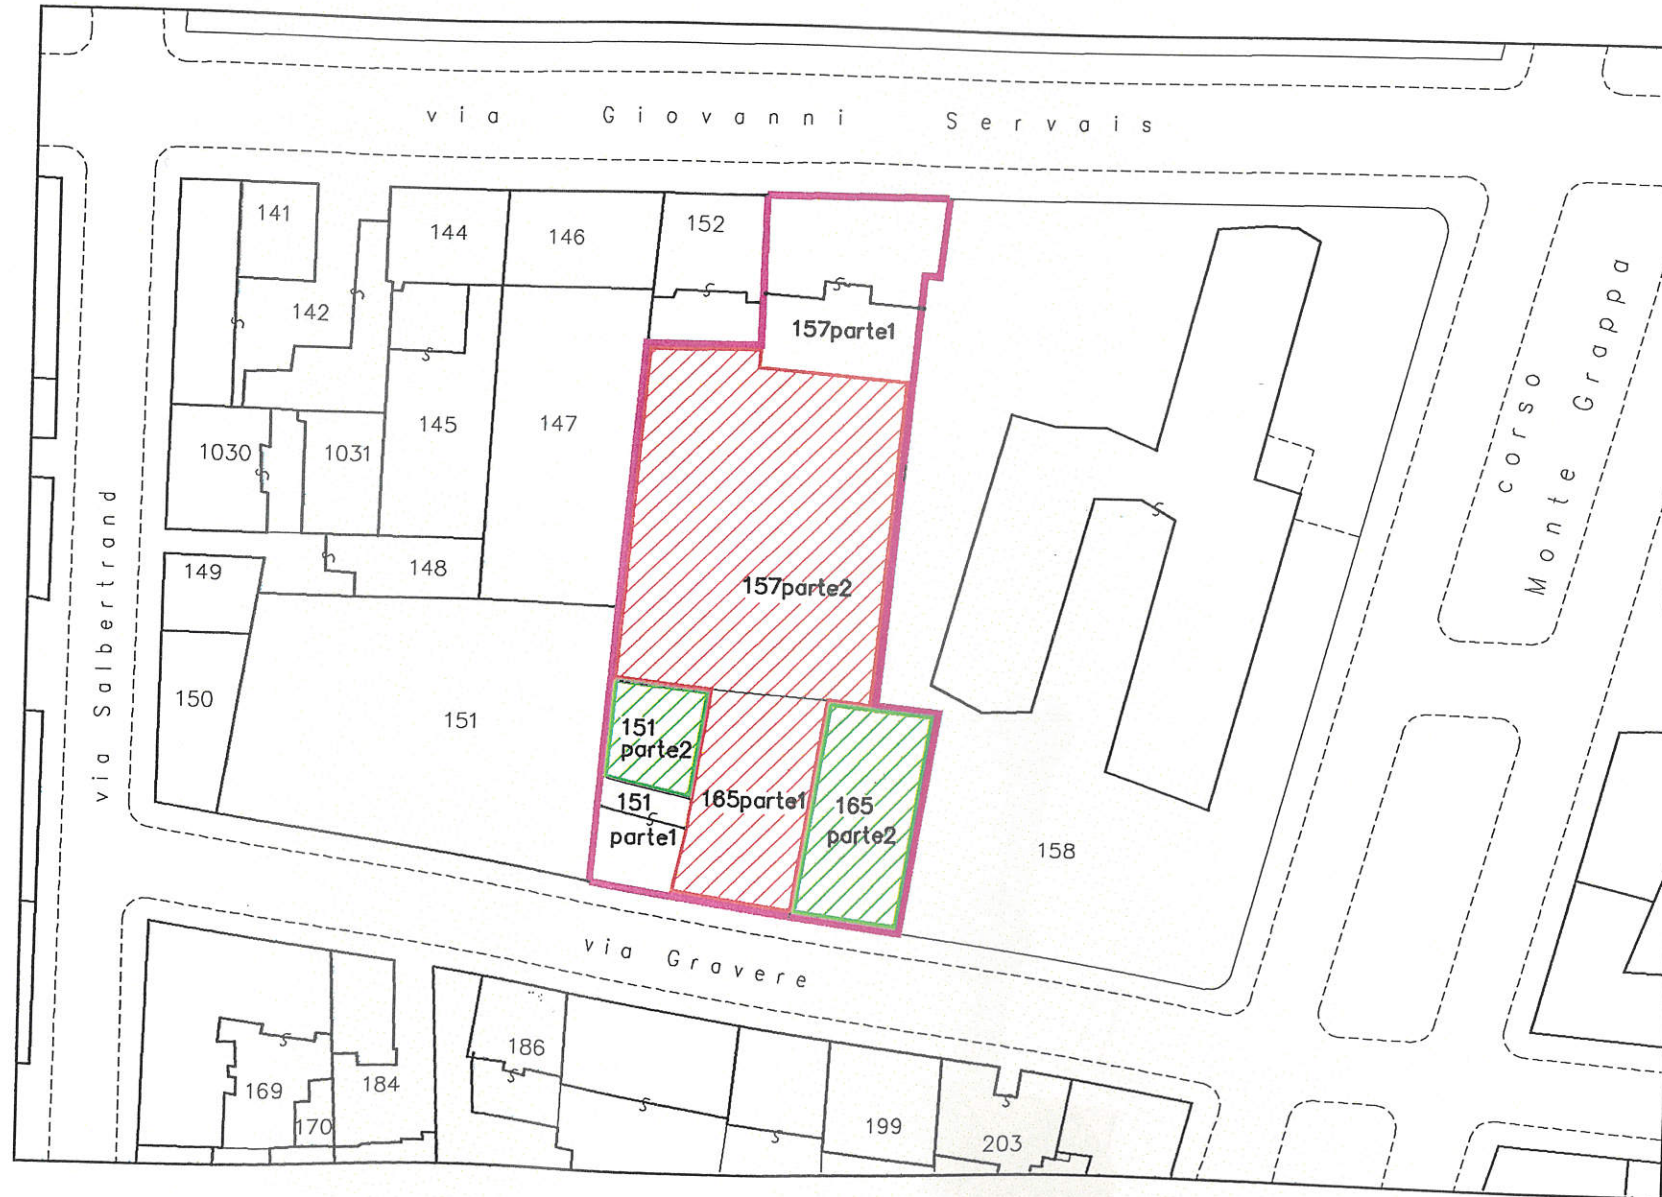 via Giovanni Servais
141
144
146
152
142
157parte1
corso
Monte Grappa
145
147
1030
1031
149
148
157parte2
via Salbertrand
150
151
151
parte2
151
parte1
165parte1
165
parte2
158
via Gravere
186
169
184
170
199
203